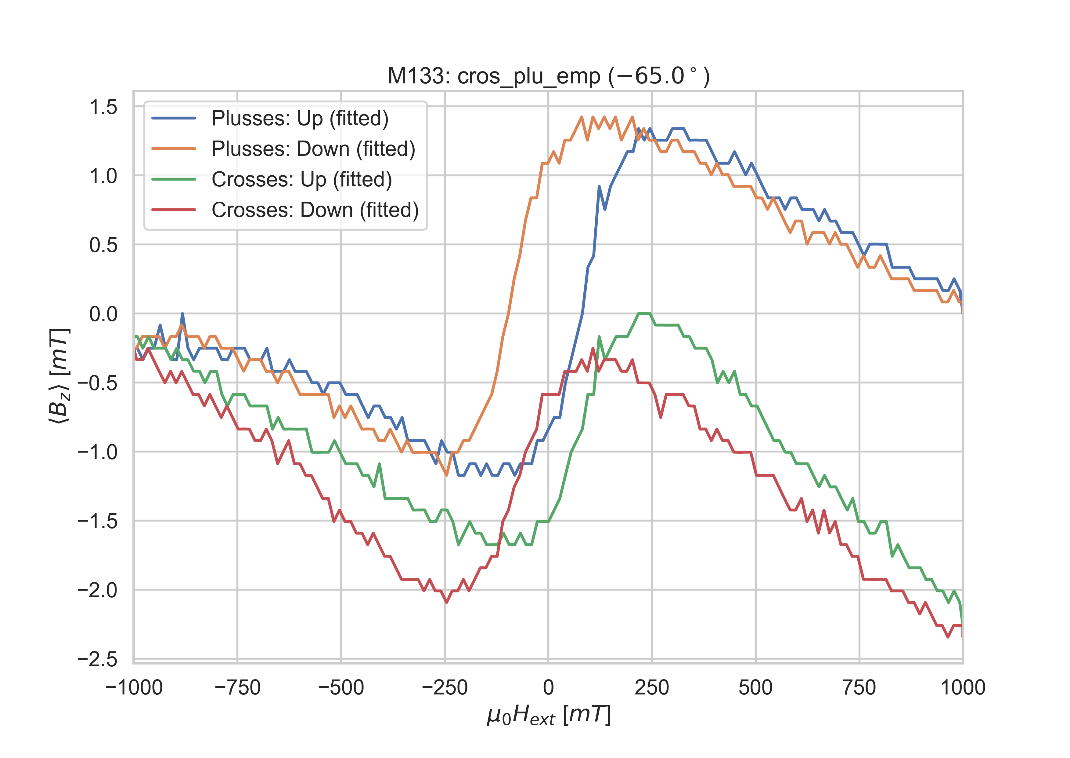 M133: cros_plu_emp (−65.0°)
1.5
1.0
0.5
0.0
−0.5
−1.0
−1.5
−2.0
−2.5
⟨B_z⟩ [mT]
Plusses: Up (fitted)
Plusses: Down (fitted)
Crosses: Up (fitted)
Crosses: Down (fitted)
−1000 −750 −500 −250 0 250 500 750 1000
μ₀H_ext [mT]